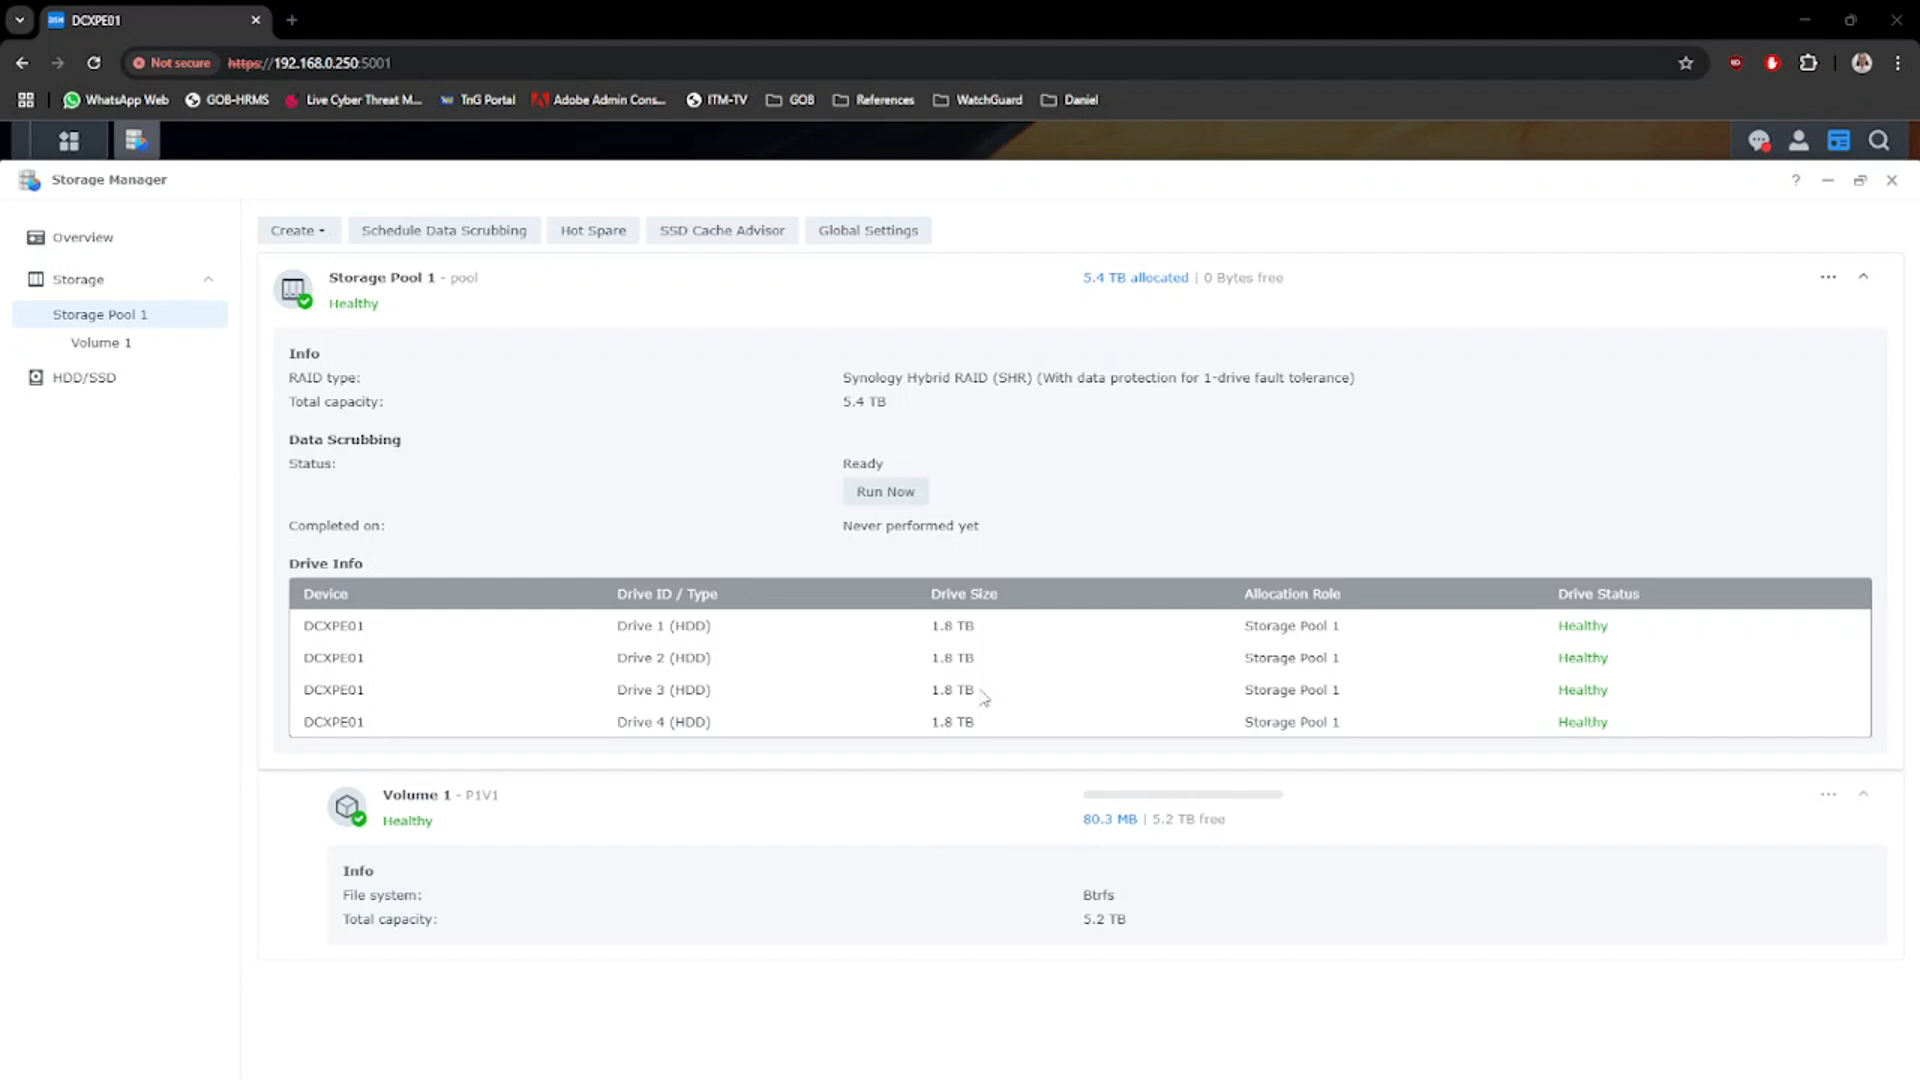 DCXPE01
Not secure https://192.168.0.250:5001
WhatsApp Web GOB-HRMS Live Cyber Threat M... TnG Portal Adobe Admin Cons... ITM-TV GOB References WatchGuard Daniel
Storage Manager
Overview
Storage
Storage Pool 1
Volume 1
HDD/SSD
Create Schedule Data Scrubbing Hot Spare SSD Cache Advisor Global Settings
Storage Pool 1 - pool 5.4 TB allocated | 0 Bytes free
Healthy
Info
RAID type: Synology Hybrid RAID (SHR) (With data protection for 1-drive fault tolerance)
Total capacity: 5.4 TB
Data Scrubbing
Status: Ready
Run Now
Completed on: Never performed yet
Drive Info
Device Drive ID / Type Drive Size Allocation Role Drive Status
DCXPE01 Drive 1 (HDD) 1.8 TB Storage Pool 1 Healthy
DCXPE01 Drive 2 (HDD) 1.8 TB Storage Pool 1 Healthy
DCXPE01 Drive 3 (HDD) 1.8 TB Storage Pool 1 Healthy
DCXPE01 Drive 4 (HDD) 1.8 TB Storage Pool 1 Healthy
Volume 1 - P1V1
Healthy 80.3 MB | 5.2 TB free
Info
File system: Btrfs
Total capacity: 5.2 TB